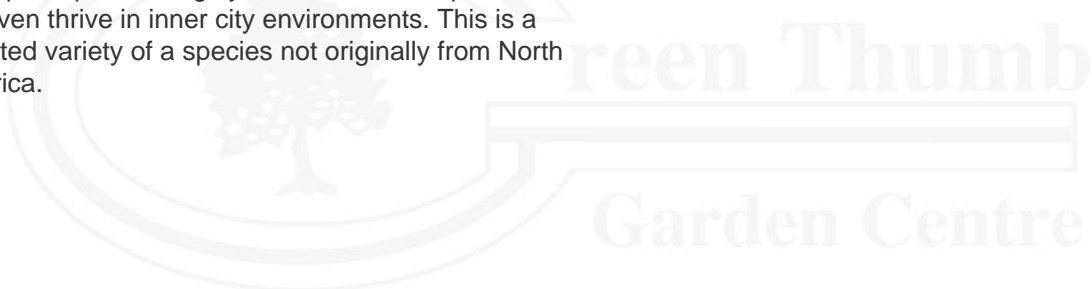 ven thrive in inner city environments. This is a
ted variety of a species not originally from North
rica.
reen Thumb
Garden Centre